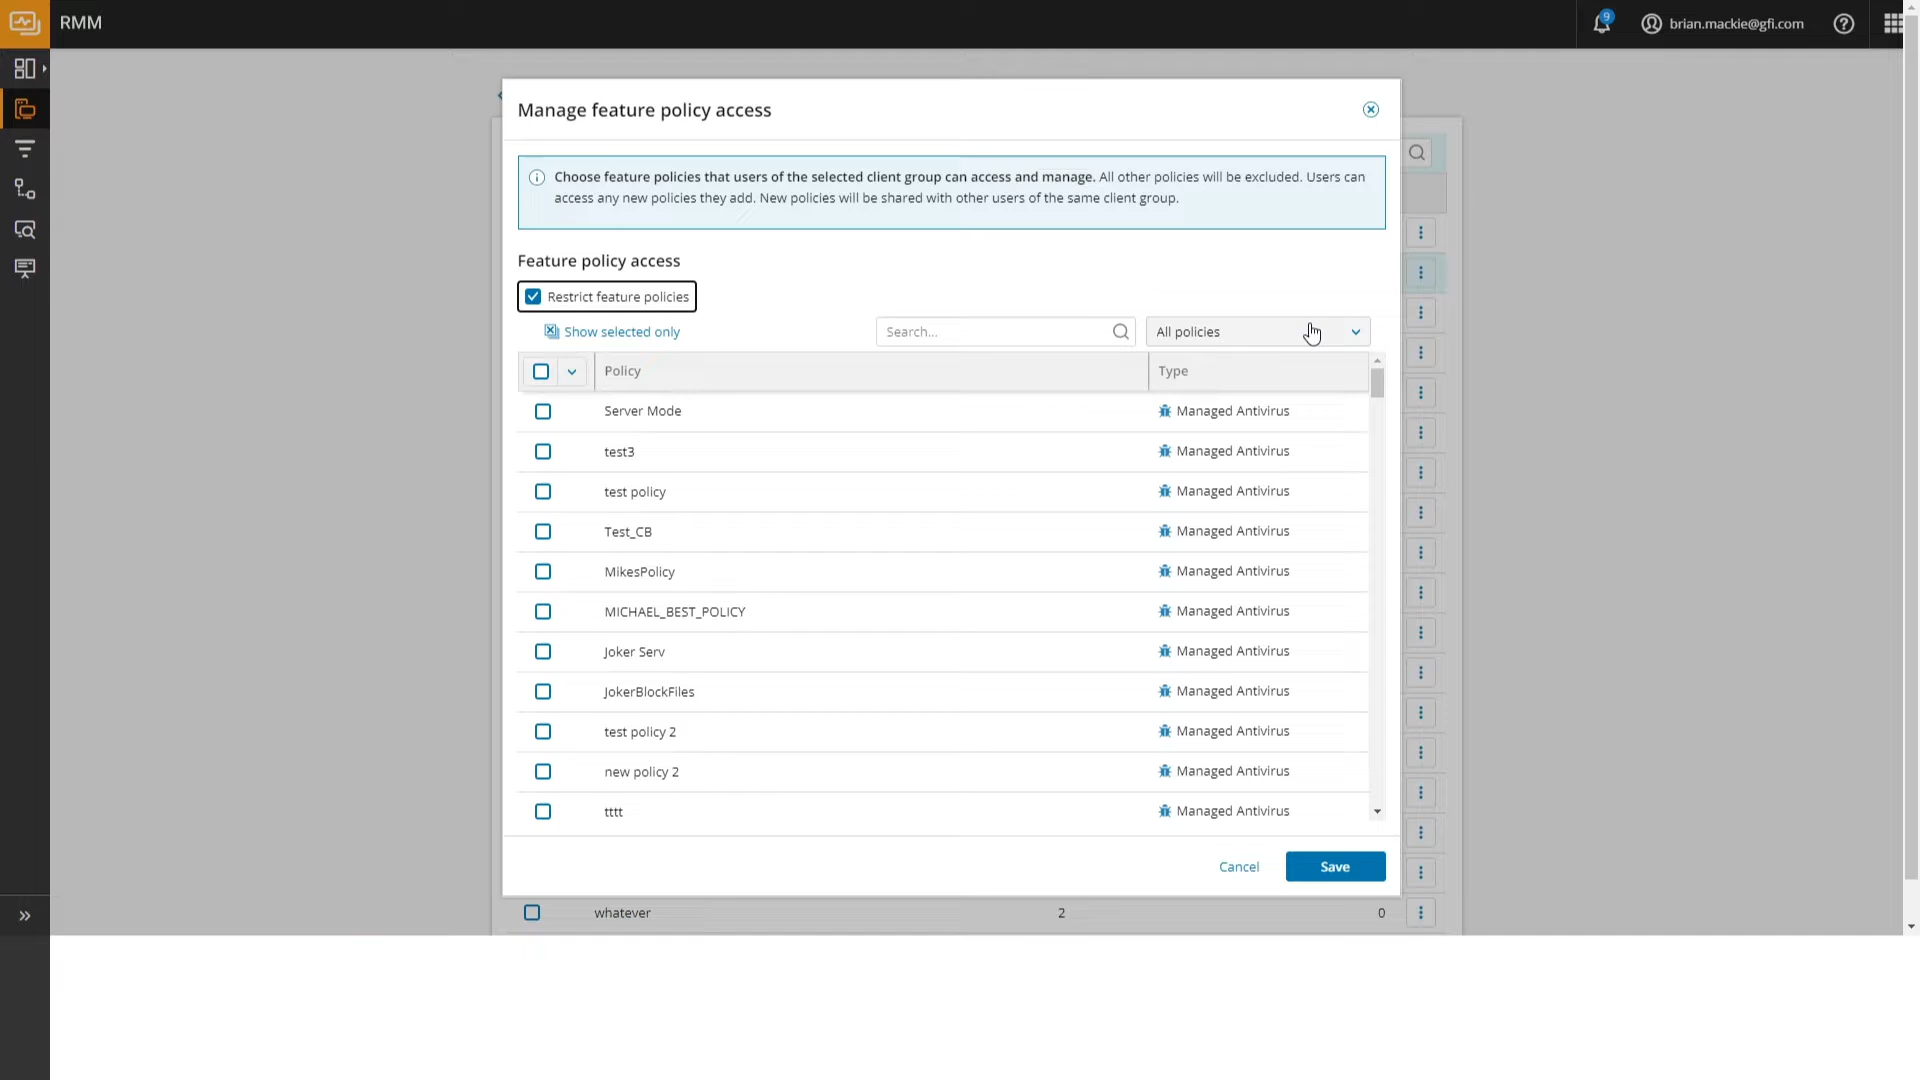 RMM
9
brian.mackie@gfi.com
Manage feature policy access
Choose feature policies that users of the selected client group can access and manage. All other policies will be excluded. Users can
access any new policies they add. New policies will be shared with other users of the same client group.
Feature policy access
Restrict feature policies
Show selected only
Search...
All policies
Policy Type
Server Mode Managed Antivirus
test3 Managed Antivirus
test policy Managed Antivirus
Test_CB Managed Antivirus
MikesPolicy Managed Antivirus
MICHAEL_BEST_POLICY Managed Antivirus
Joker Serv Managed Antivirus
JokerBlockFiles Managed Antivirus
test policy 2 Managed Antivirus
new policy 2 Managed Antivirus
tttt Managed Antivirus
Cancel Save
whatever 2 0